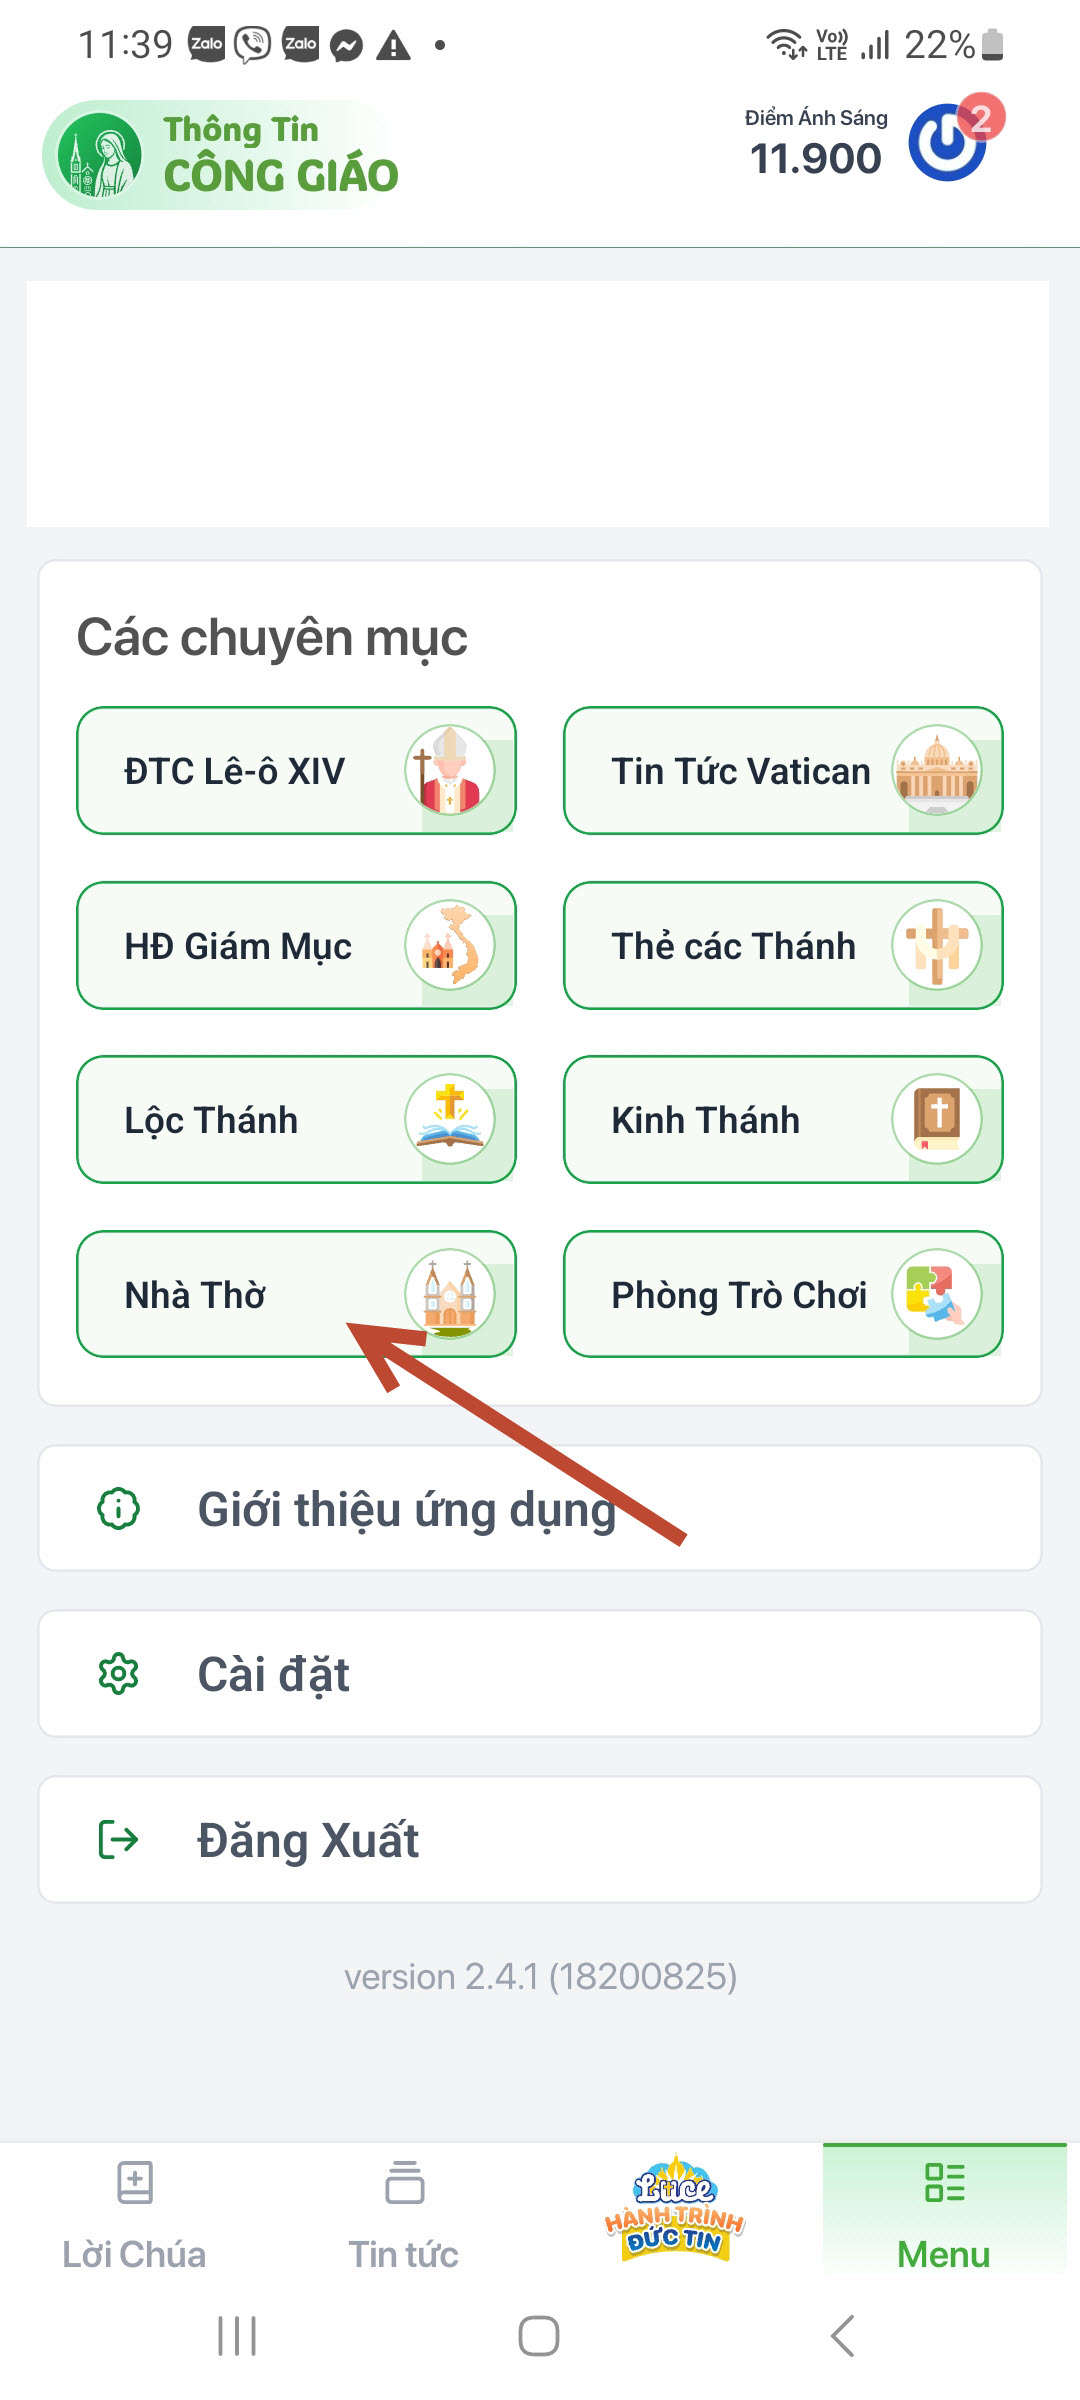 11:39 Zalo Zalo Vo)) LTE 22%
Thông Tin
CÔNG GIÁO
Điểm Ánh Sáng
11.900
2
Các chuyên mục
ĐTC Lê-ô XIV
Tin Tức Vatican
HĐ Giám Mục
Thẻ các Thánh
Lộc Thánh
Kinh Thánh
Nhà Thờ
Phòng Trò Chơi
Giới thiệu ứng dụng
Cài đặt
Đăng Xuất
version 2.4.1 (18200825)
Lời Chúa
Tin tức
Luce
HÀNH TRÌNH
ĐỨC TIN
Menu